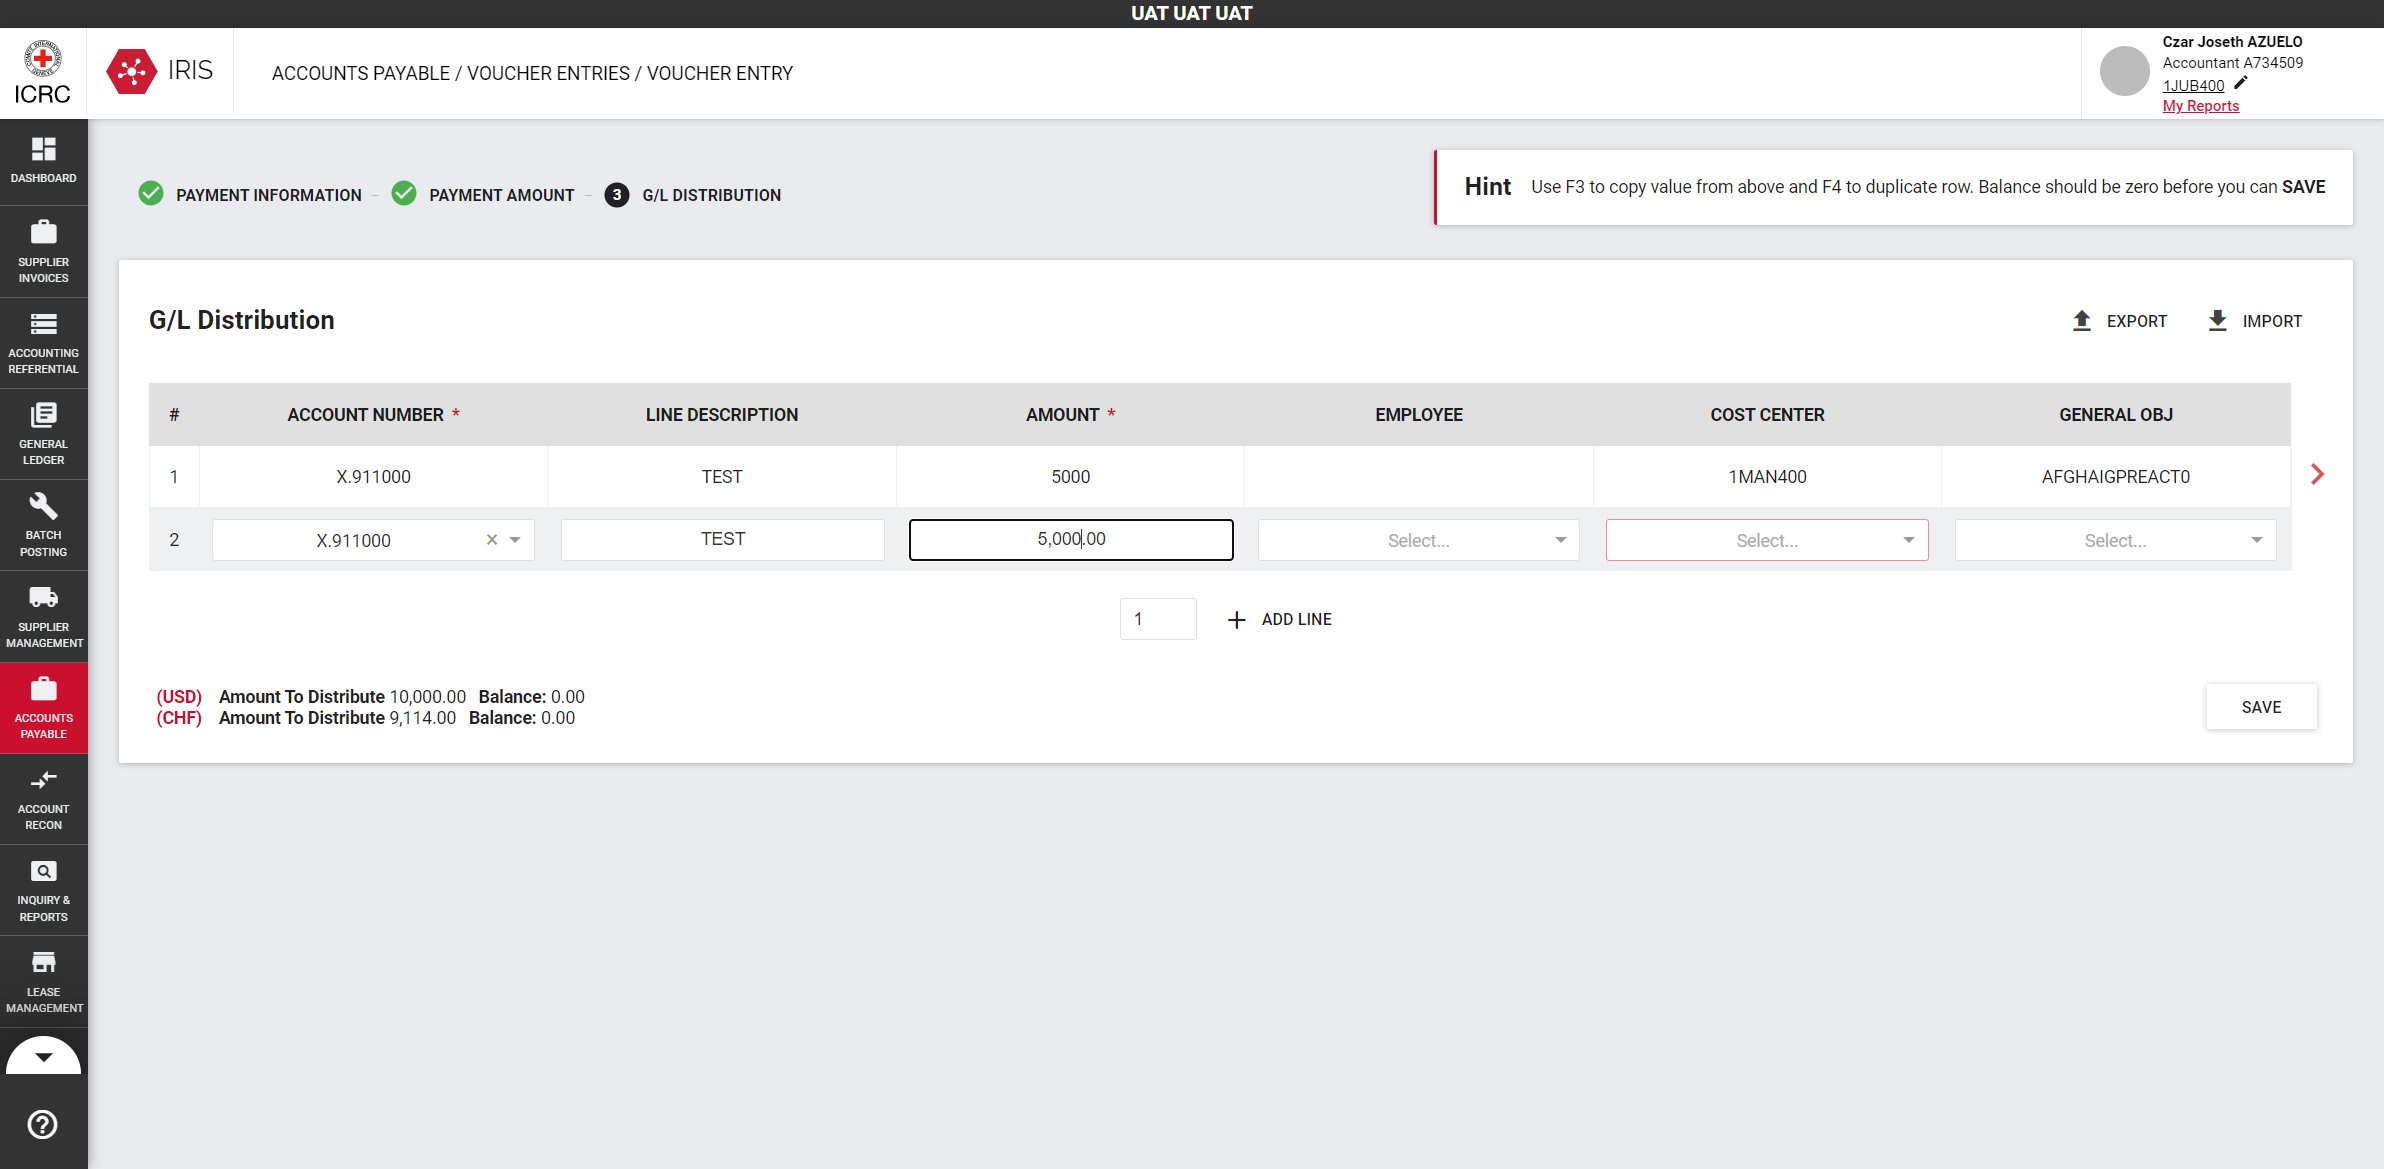 UAT UAT UAT
ICRC
IRIS
ACCOUNTS PAYABLE / VOUCHER ENTRIES / VOUCHER ENTRY
Czar Joseth AZUELO
Accountant A734509
1JUB400
My Reports
DASHBOARD
SUPPLIER
INVOICES
ACCOUNTING
REFERENTIAL
GENERAL
LEDGER
BATCH
POSTING
SUPPLIER
MANAGEMENT
ACCOUNTS
PAYABLE
ACCOUNT
RECON
INQUIRY &
REPORTS
LEASE
MANAGEMENT
PAYMENT INFORMATION – PAYMENT AMOUNT – 3 G/L DISTRIBUTION
Hint Use F3 to copy value from above and F4 to duplicate row. Balance should be zero before you can SAVE
G/L Distribution
EXPORT IMPORT
# ACCOUNT NUMBER * LINE DESCRIPTION AMOUNT * EMPLOYEE COST CENTER GENERAL OBJ
1 X.911000 TEST 5000 1MAN400 AFGHAIGPREACT0
2 X.911000 TEST 5,000.00 Select... Select... Select...
1 ADD LINE
(USD) Amount To Distribute 10,000.00 Balance: 0.00
(CHF) Amount To Distribute 9,114.00 Balance: 0.00
SAVE